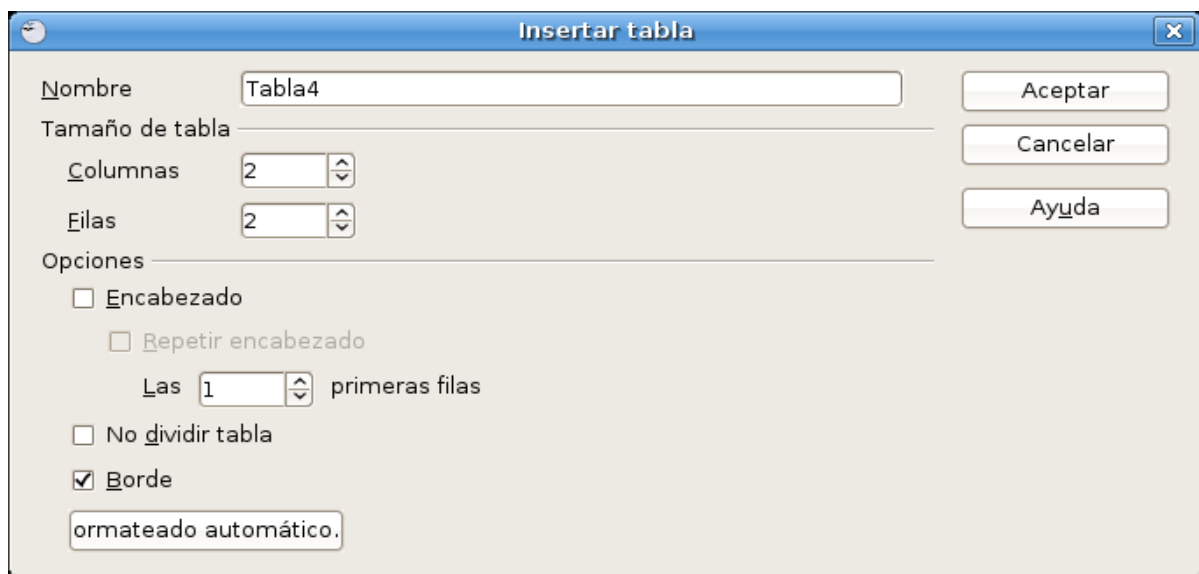 Insertar tabla
Nombre Tabla4
Aceptar
Tamaño de tabla
Cancelar
Columnas 2
Filas 2
Ayuda
Opciones
Encabezado
Repetir encabezado
Las 1 primeras filas
No dividir tabla
Borde
ormateado automático.